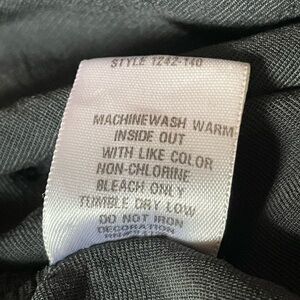 STYLE 1242-140
MACHINEWASH WARM
INSIDE OUT
WITH LIKE COLOR
NON-CHLORINE
BLEACH ONLY
TUMBLE DRY LOW
DO NOT IRON
DECORATION